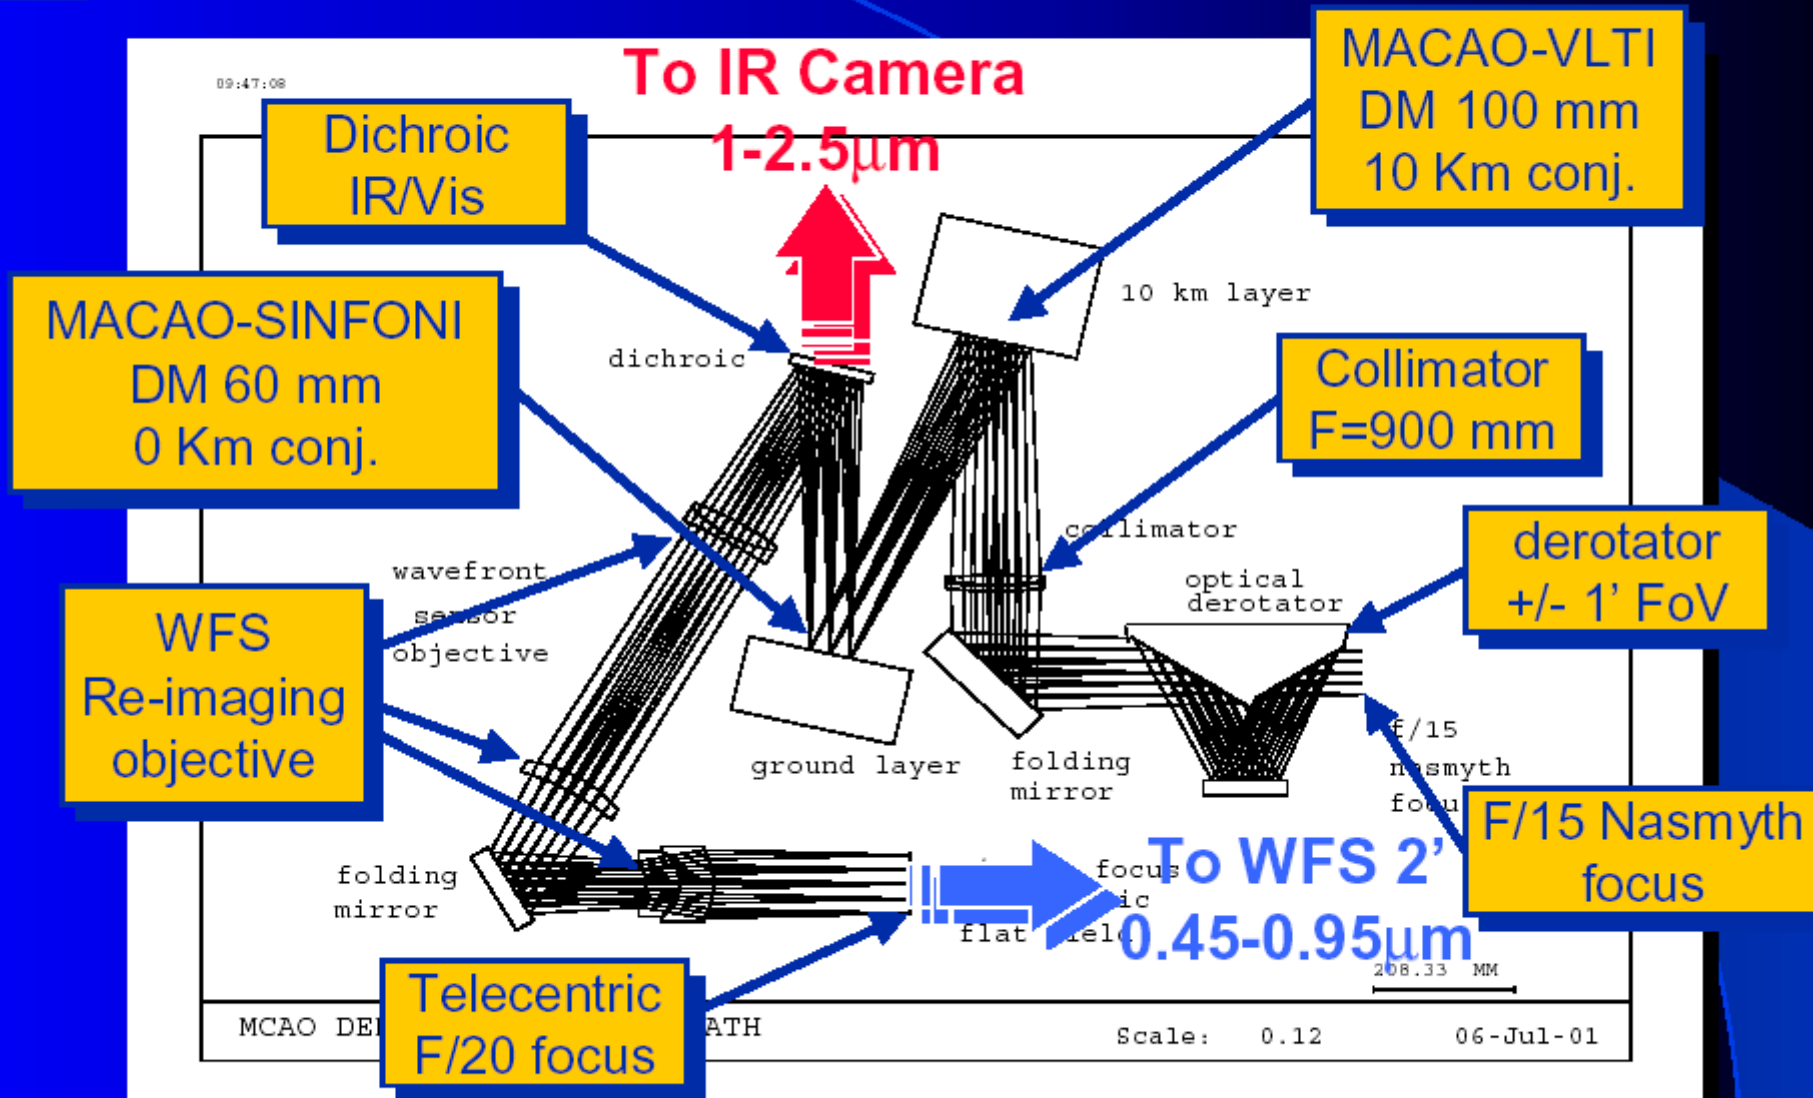 To IR Camera
1-2.5μm
MACAO-VLTI
DM 100 mm
10 Km conj.
09:47:08
Dichroic
IR/Vis
10 km layer
MACAO-SINFONI
DM 60 mm
0 Km conj.
dichroic
Collimator
F=900 mm
collimator
derotator
+/- 1’ FoV
optical
derotator
wavefront
sensor
objective
WFS
Re-imaging
objective
ground layer
folding
mirror
f/15
nasmyth
F/15 Nasmyth
focus
folding
mirror
To WFS 2’
0.45-0.95μm
focus
flat
208.33 MM
Telecentric
F/20 focus
MCAO
Scale: 0.12
06-Jul-01